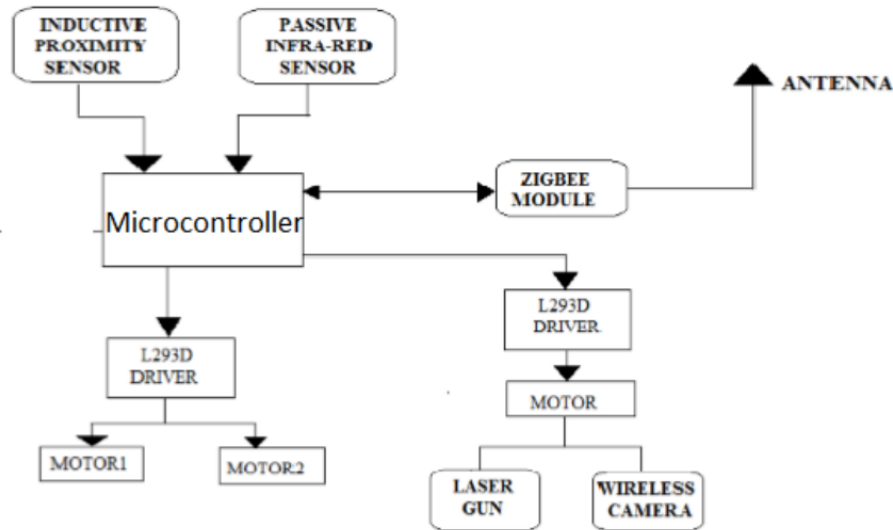 INDUCTIVE
PROXIMITY
SENSOR
PASSIVE
INFRA-RED
SENSOR
ANTENNA
ZIGBEE
MODULE
Microcontroller
L293D
DRIVER
L293D
DRIVER
MOTOR
MOTOR1
MOTOR2
LASER
GUN
WIRELESS
CAMERA